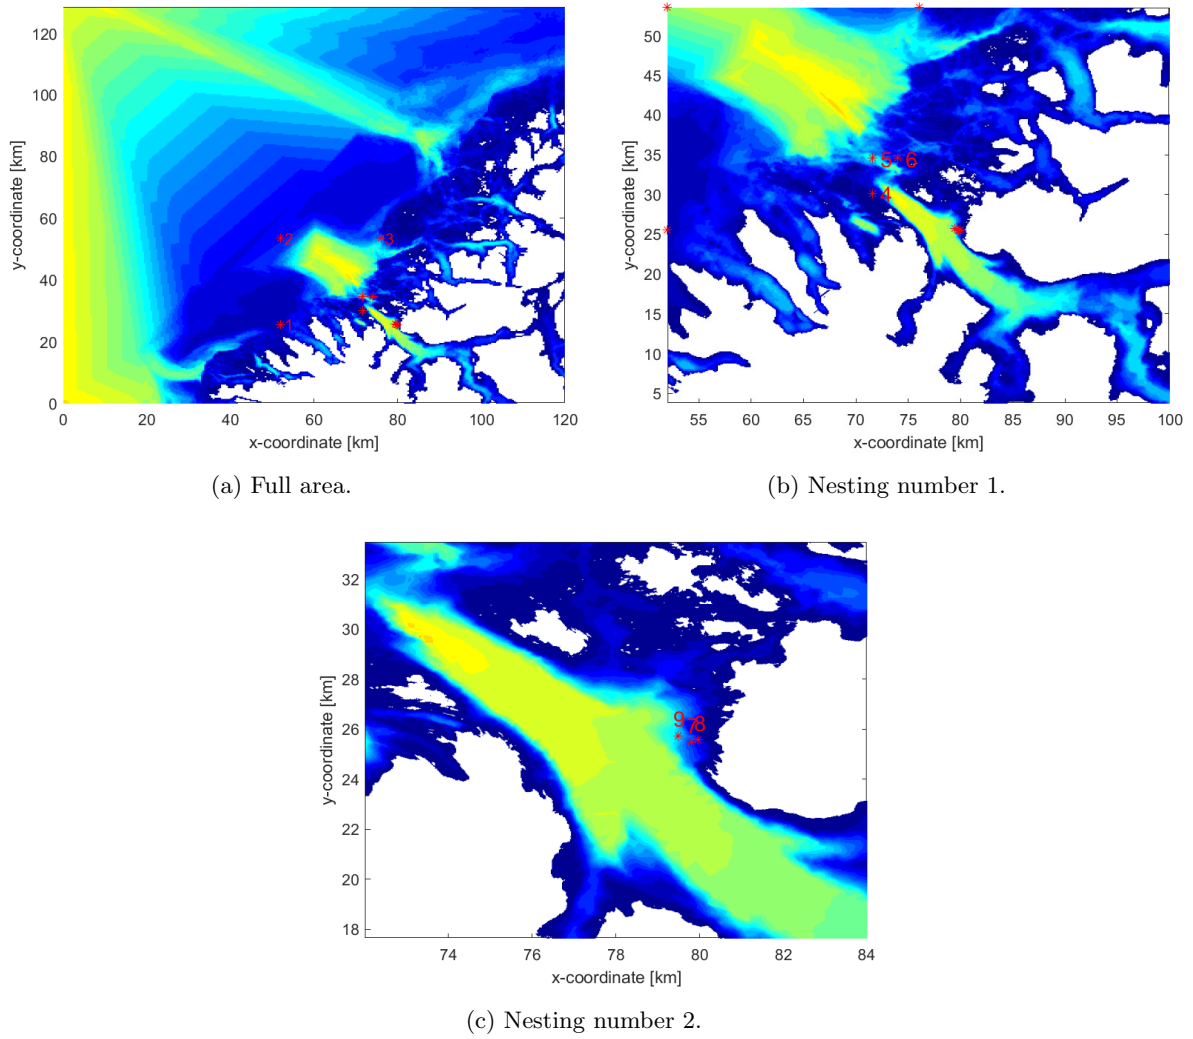 120
100
80
60
40
20
0
y-coordinate [km]
0 20 40 60 80 100 120
x-coordinate [km]
2 3
1
(a) Full area.
50
45
40
35
30
25
20
15
10
5
y-coordinate [km]
55 60 65 70 75 80 85 90 95 100
x-coordinate [km]
5 6
4
(b) Nesting number 1.
32
30
28
26
24
22
20
18
y-coordinate [km]
74 76 78 80 82 84
x-coordinate [km]
9 7 8
(c) Nesting number 2.